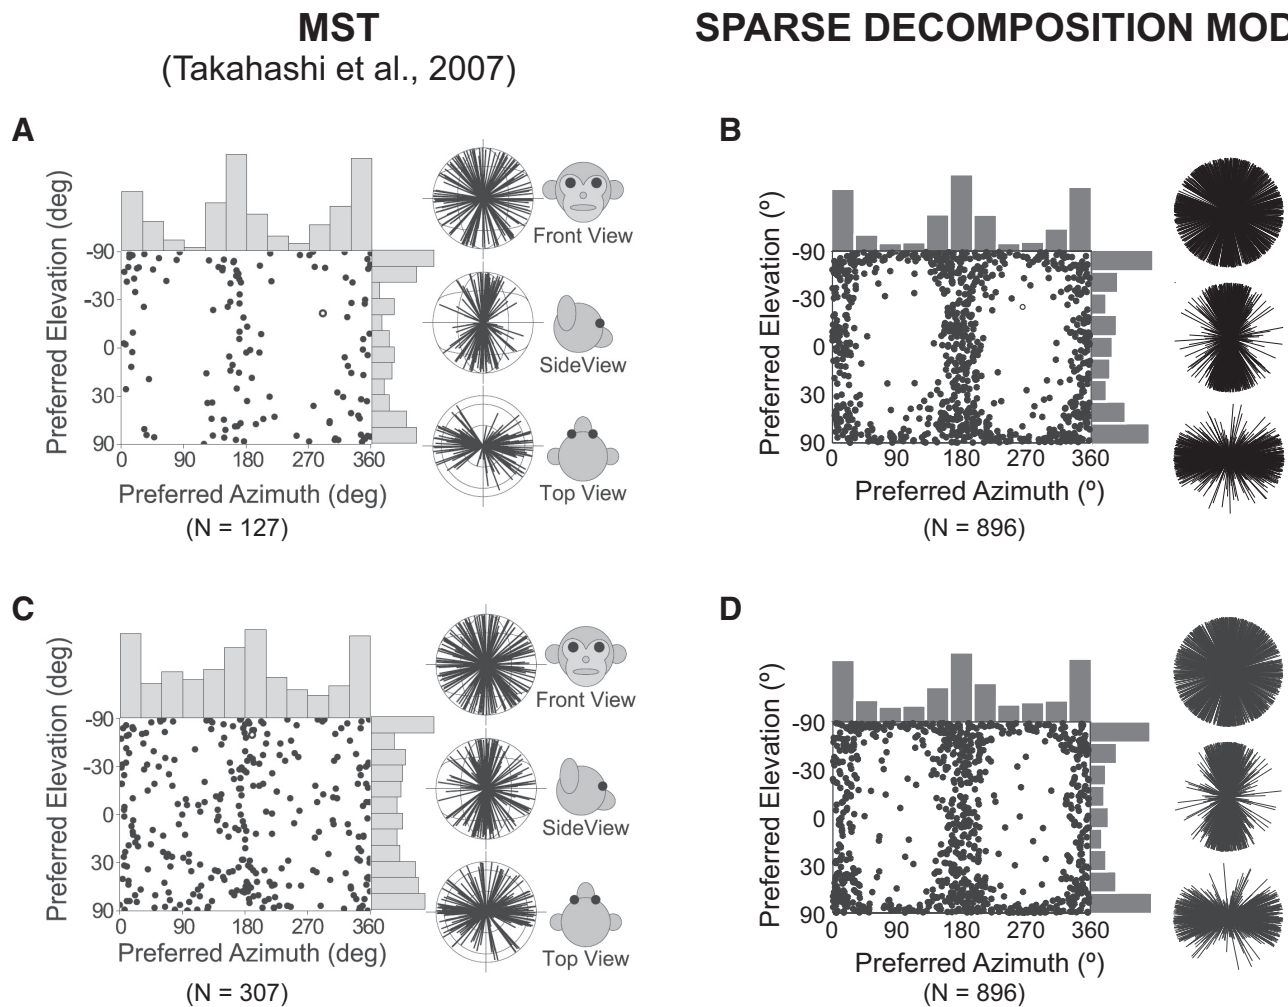 MST
(Takahashi et al., 2007)
SPARSE DECOMPOSITION MOD
A
Preferred Elevation (deg)
-90
-30
0
30
90
0 90 180 270 360
Preferred Azimuth (deg)
(N = 127)
Front View
SideView
Top View
B
Preferred Elevation (º)
-90
-30
0
30
90
0 90 180 270 360
Preferred Azimuth (º)
(N = 896)
C
Preferred Elevation (deg)
-90
-30
0
30
90
0 90 180 270 360
Preferred Azimuth (deg)
(N = 307)
Front View
SideView
Top View
D
Preferred Elevation (º)
-90
-30
0
30
90
0 90 180 270 360
Preferred Azimuth (º)
(N = 896)